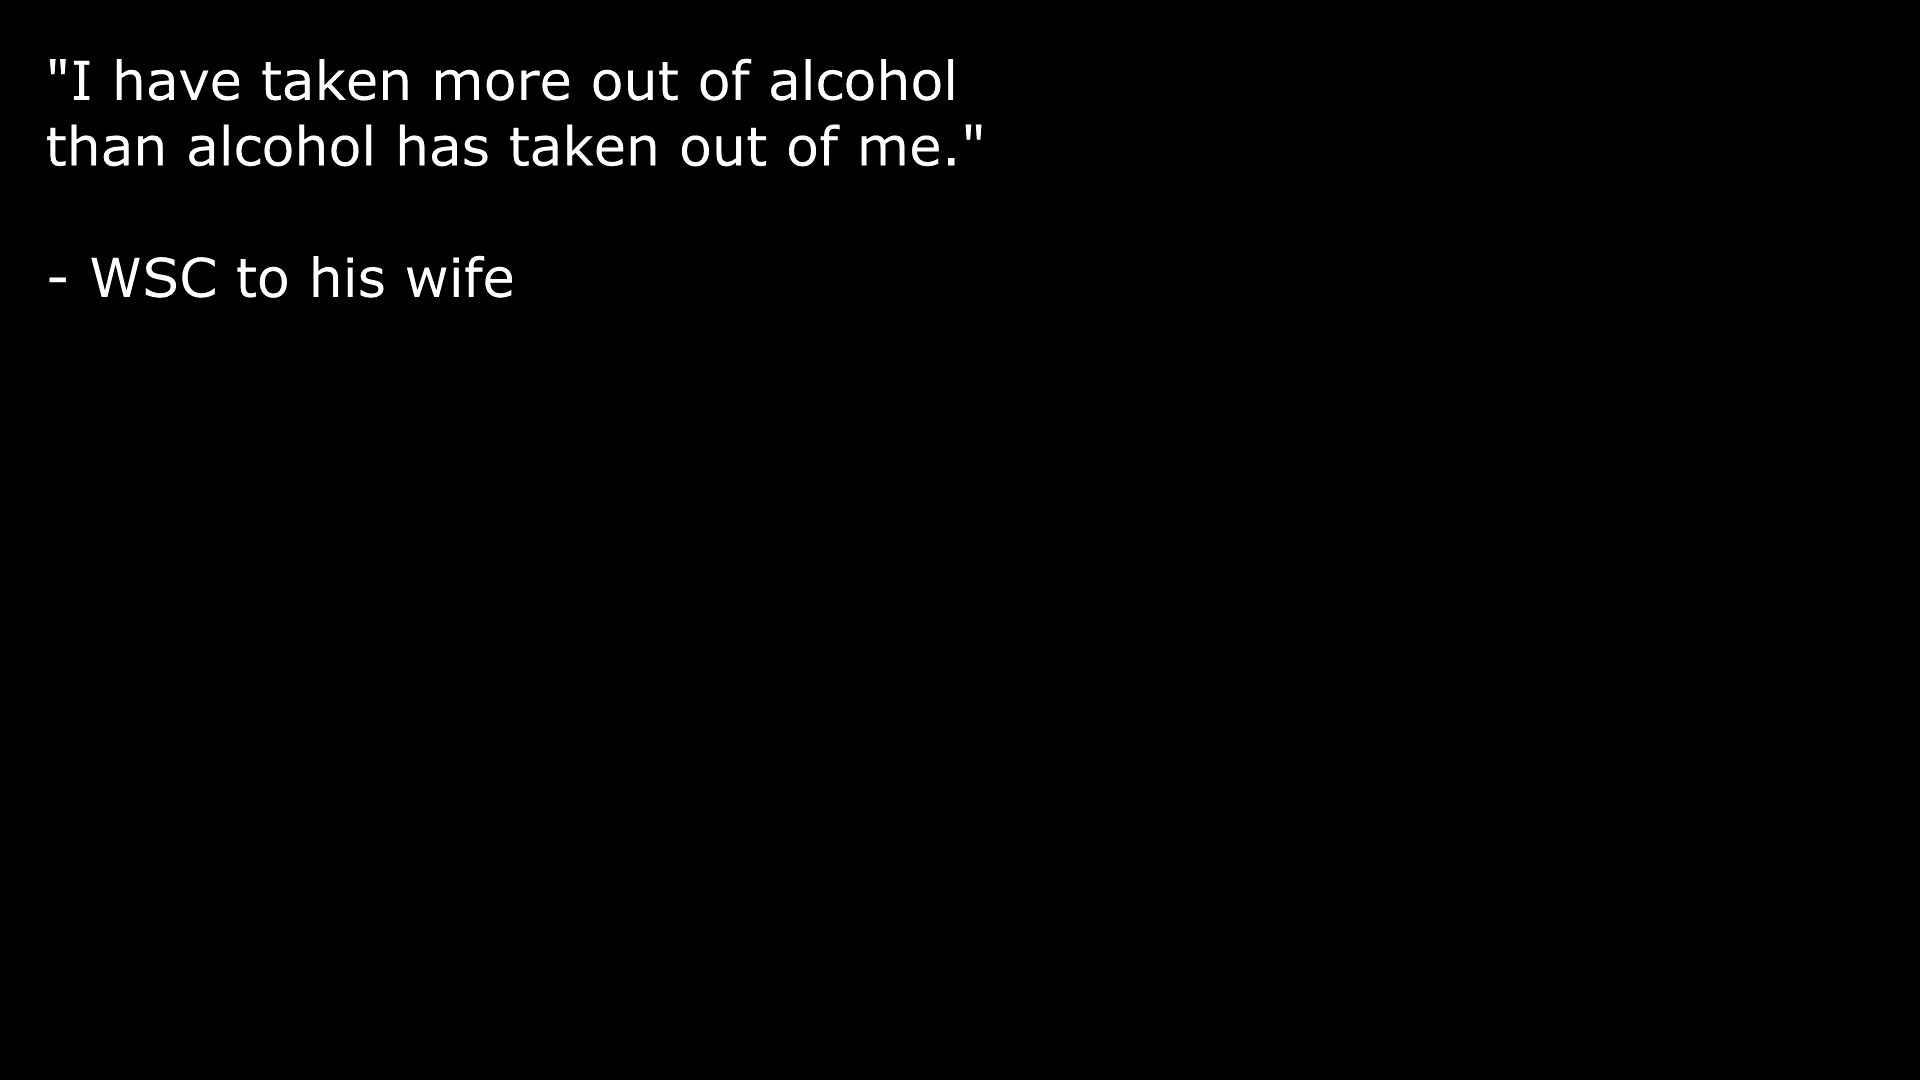 "I have taken more out of alcohol
than alcohol has taken out of me."
- WSC to his wife